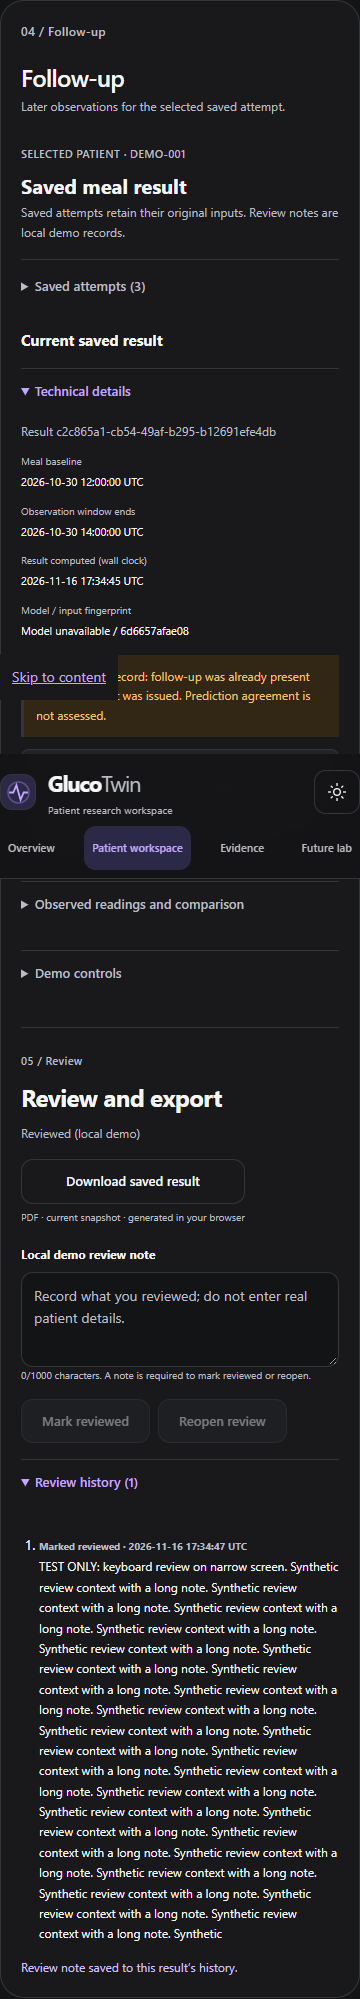 04 / Follow-up
Follow-up
Later observations for the selected saved attempt.
SELECTED PATIENT · DEMO-001
Saved meal result
Saved attempts retain their original inputs. Review notes are
local demo records.
Saved attempts (3)
Current saved result
Technical details
Result c2c865a1-cb54-49af-b295-b12691efe4db
Meal baseline
2026-10-30 12:00:00 UTC
Observation window ends
2026-10-30 14:00:00 UTC
Result computed (wall clock)
2026-11-16 17:34:45 UTC
Model / input fingerprint
Model unavailable / 6d6657afae08
Skip to content
ecord: follow-up was already present
was issued. Prediction agreement is
not assessed.
GlucoTwin
Patient research workspace
Overview
Patient workspace
Evidence
Future lab
Observed readings and comparison
Demo controls
05 / Review
Review and export
Reviewed (local demo)
Download saved result
PDF · current snapshot · generated in your browser
Local demo review note
Record what you reviewed; do not enter real
patient details.
0/1000 characters. A note is required to mark reviewed or reopen.
Mark reviewed
Reopen review
Review history (1)
1. Marked reviewed · 2026-11-16 17:34:47 UTC
TEST ONLY: keyboard review on narrow screen. Synthetic
review context with a long note. Synthetic review
context with a long note. Synthetic review context with a
long note. Synthetic review context with a long note.
Synthetic review context with a long note. Synthetic
review context with a long note. Synthetic review
context with a long note. Synthetic review context with a
long note. Synthetic review context with a long note.
Synthetic review context with a long note. Synthetic
review context with a long note. Synthetic review
context with a long note. Synthetic review context with a
long note. Synthetic review context with a long note.
Synthetic review context with a long note. Synthetic
review context with a long note. Synthetic review
context with a long note. Synthetic review context with a
long note. Synthetic review context with a long note.
Synthetic review context with a long note. Synthetic
review context with a long note. Synthetic
Review note saved to this result's history.